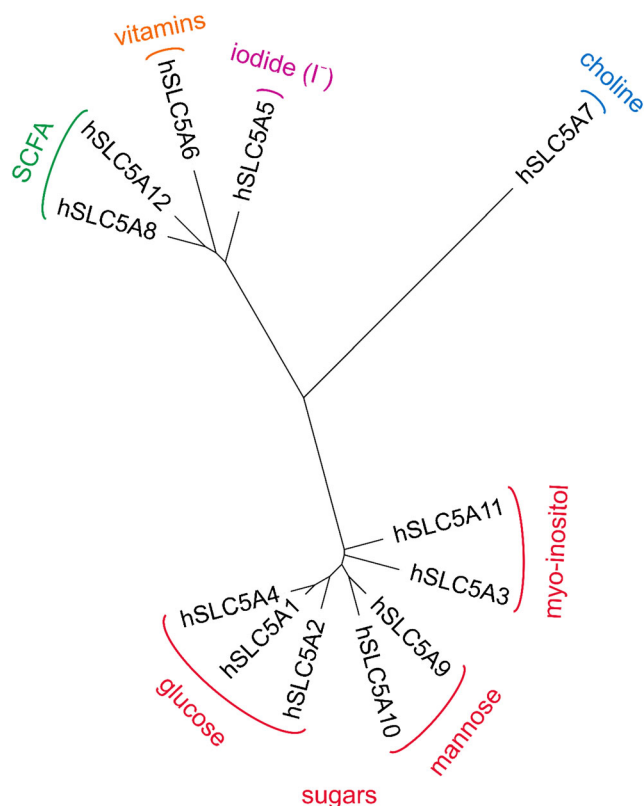 vitamins
iodide (I⁻)
choline
SCFA
hSLC5A6
hSLC5A5
hSLC5A7
hSLC5A12
hSLC5A8
hSLC5A11
hSLC5A3
myo-inositol
hSLC5A4
hSLC5A1
hSLC5A2
hSLC5A9
hSLC5A10
glucose
mannose
sugars